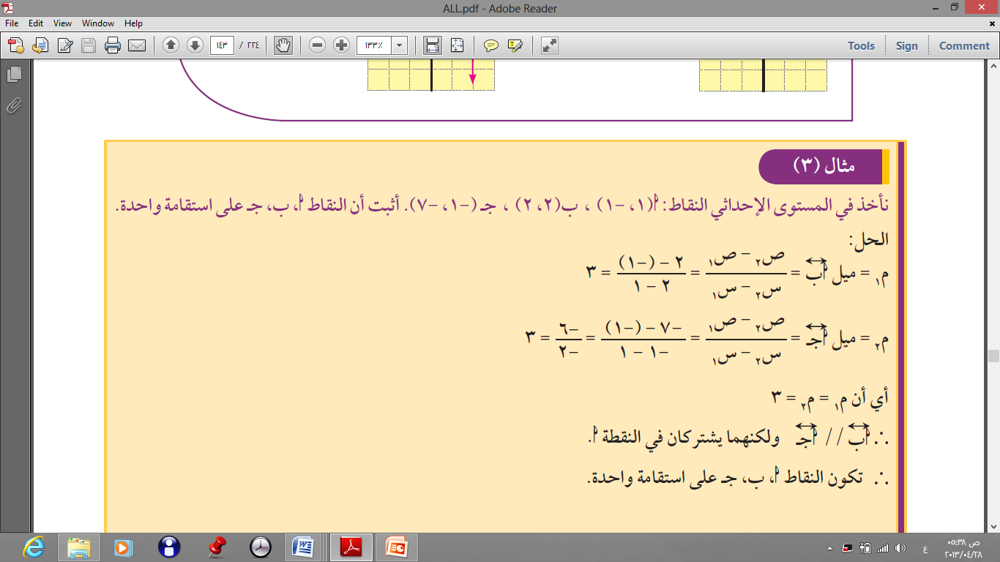 ALL.pdf - Adobe Reader
File Edit View Window Help
١٤٣ / ٢٢٤ ١٣٣٪ Tools Sign Comment
مثال (٣)
نأخذ في المستوى الإحداثي النقاط: أ(١، -١) ، ب(٢، ٢) ، جـ (-١، -٧). أثبت أن النقاط أ، ب، جـ على استقامة واحدة.
الحل:
م١ = ميل أب = (ص٢ - ص١)/(س٢ - س١) = (٢ - (-١))/(٢ - ١) = ٣
م٢ = ميل أجـ = (ص٢ - ص١)/(س٢ - س١) = (-٧ - (-١))/(-١ - ١) = -٦/-٢ = ٣
أي أن م١ = م٢ = ٣
∴ أب // أجـ ولكنهما يشتركان في النقطة أ.
∴ تكون النقاط أ، ب، جـ على استقامة واحدة.
ع ٠٥:٣٨ ص
٢٠١٣/٠٤/٢٨